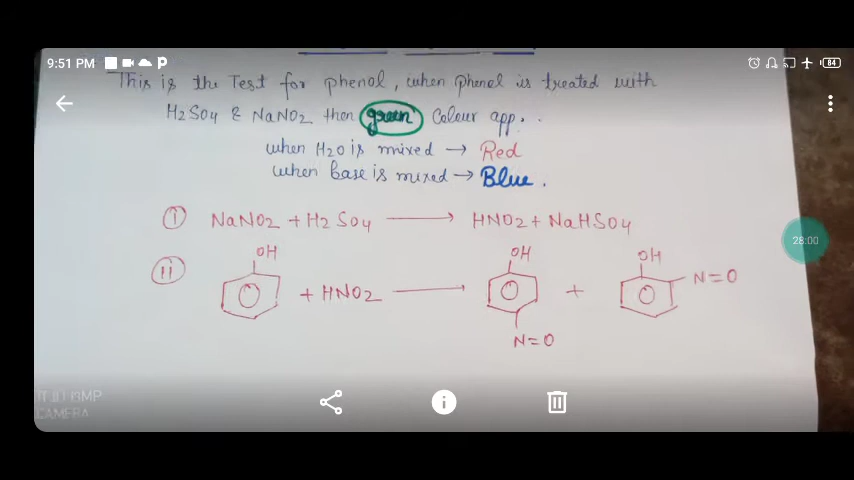 9:51 PM
84
This is the Test for phenol, when phenol is treated with
H2SO4 & NaNO2 then green Colour app.
when H2O is mixed → Red
when base is mixed → Blue.
28:00
i NaNO2 + H2SO4 → HNO2 + NaHSO4
ii OH + HNO2 → OH N=O + OH N=O
CAMERA